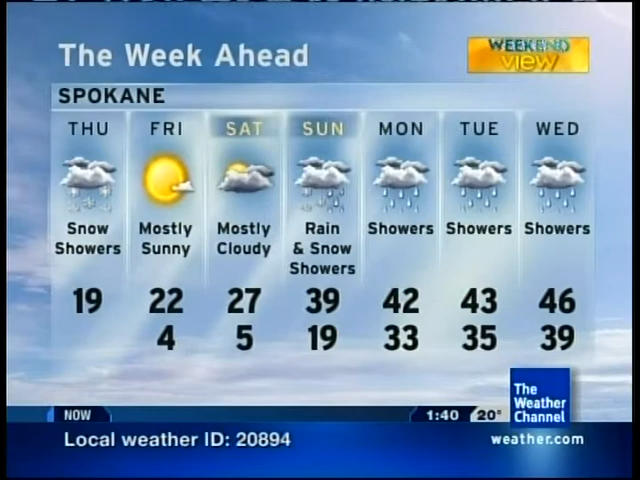 The Week Ahead
WEEKEND
view
SPOKANE
THU FRI SAT SUN MON TUE WED
Snow Showers
Mostly Sunny
Mostly Cloudy
Rain & Snow Showers
Showers
Showers
Showers
19 22 27 39 42 43 46
4 5 19 33 35 39
The
Weather
Channel
NOW 1:40 20°
Local weather ID: 20894 weather.com